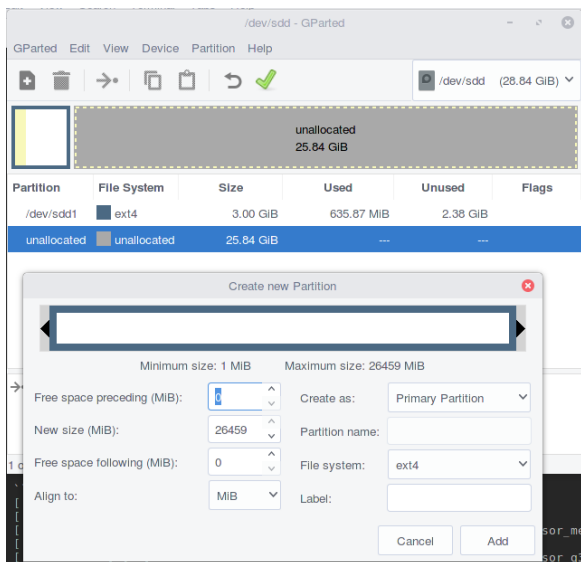 /dev/sdd - GParted
GParted Edit View Device Partition Help
/dev/sdd (28.84 GiB)
unallocated
25.84 GiB
Partition File System Size Used Unused Flags
/dev/sdd1 ext4 3.00 GiB 635.87 MiB 2.38 GiB
unallocated unallocated 25.84 GiB --- ---
Create new Partition
Minimum size: 1 MiB Maximum size: 26459 MiB
Free space preceding (MiB): 0 Create as: Primary Partition
New size (MiB): 26459 Partition name:
Free space following (MiB): 0 File system: ext4
Align to: MiB Label:
Cancel Add